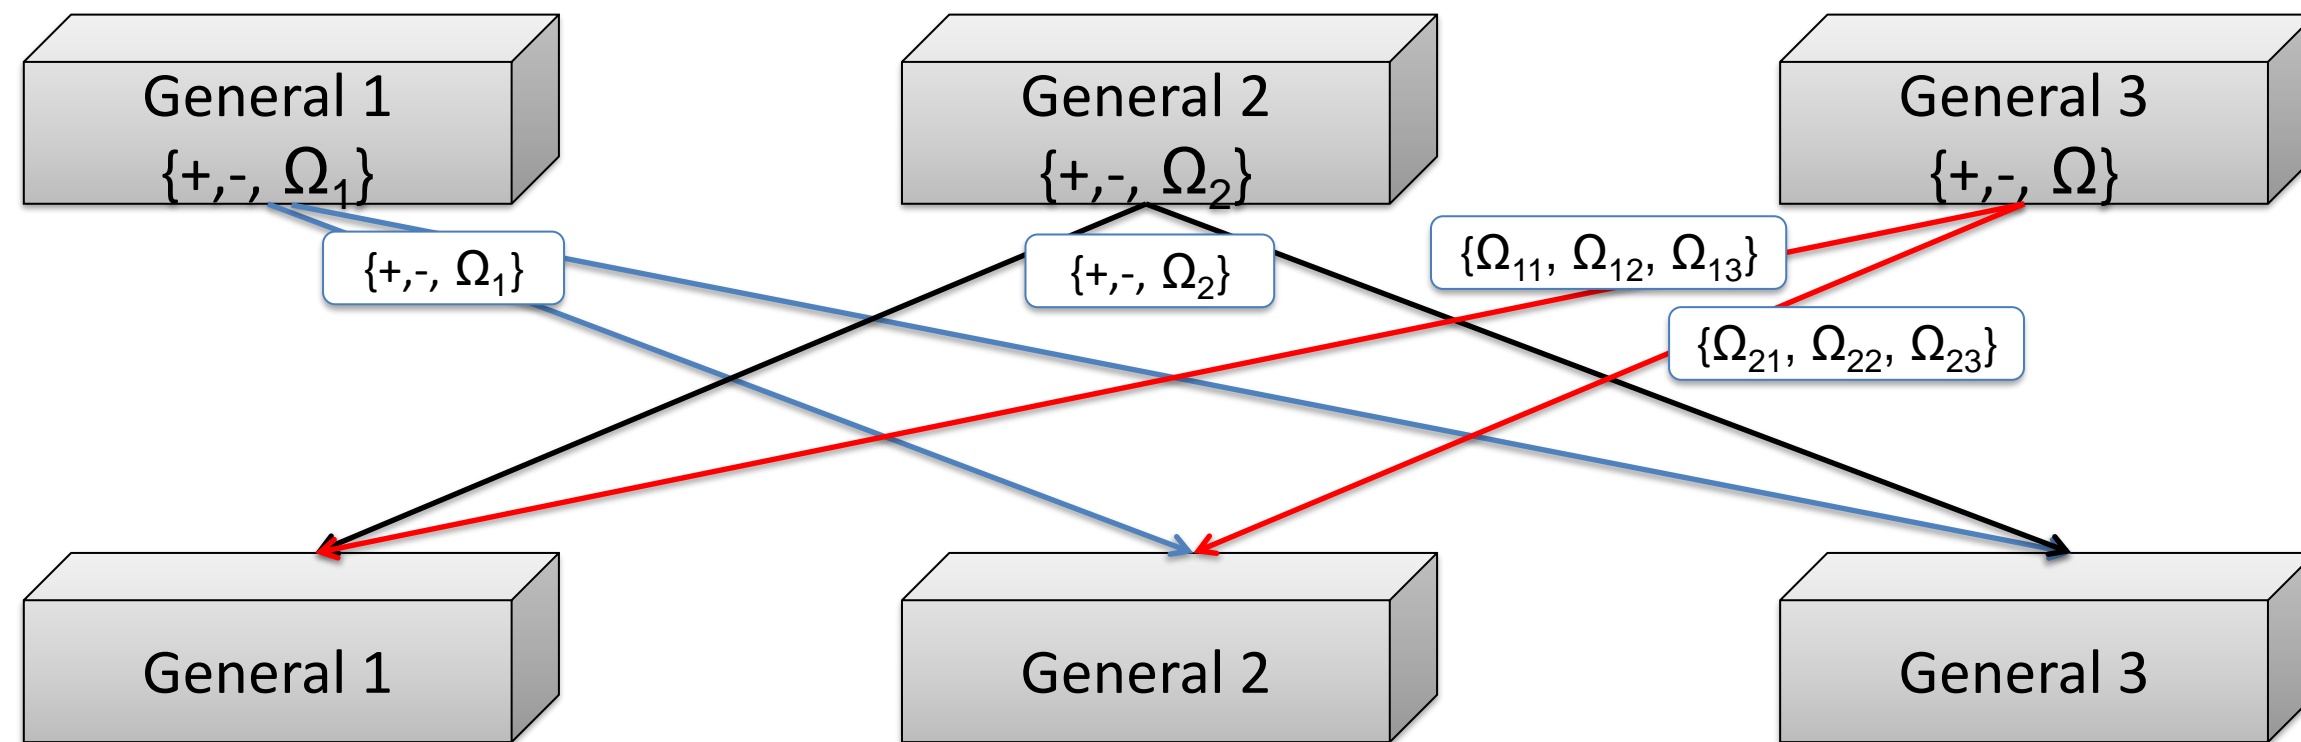 General 1
{+,-, Ω₁}
General 2
{+,-, Ω₂}
General 3
{+,-, Ω}
{+,-, Ω₁}
{+,-, Ω₂}
{Ω₁₁, Ω₁₂, Ω₁₃}
{Ω₂₁, Ω₂₂, Ω₂₃}
General 1
General 2
General 3